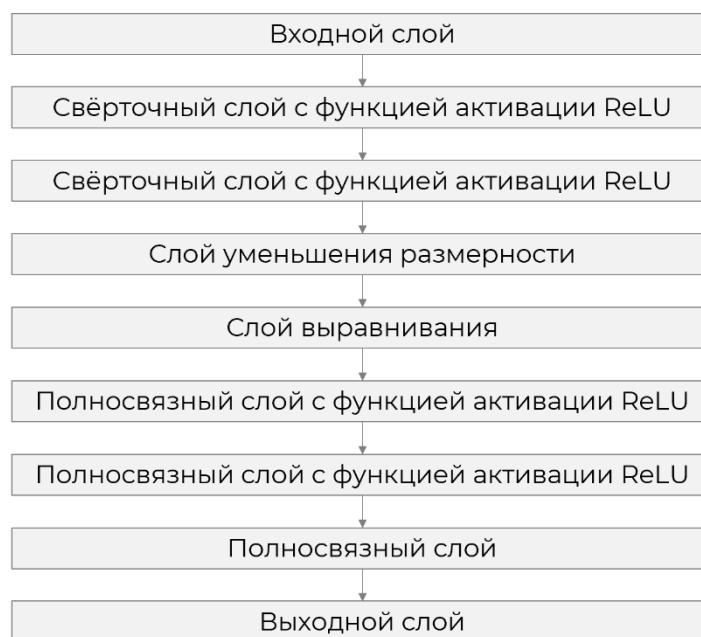 Входной слой
Свёрточный слой с функцией активации ReLU
Свёрточный слой с функцией активации ReLU
Слой уменьшения размерности
Слой выравнивания
Полносвязный слой с функцией активации ReLU
Полносвязный слой с функцией активации ReLU
Полносвязный слой
Выходной слой